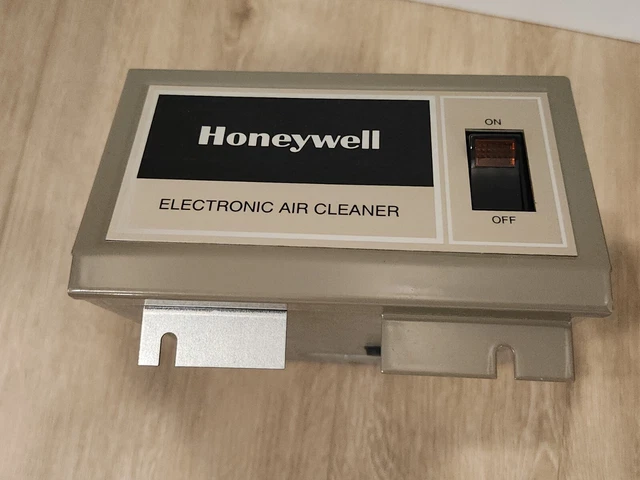 Honeywell
ELECTRONIC AIR CLEANER
ON
OFF